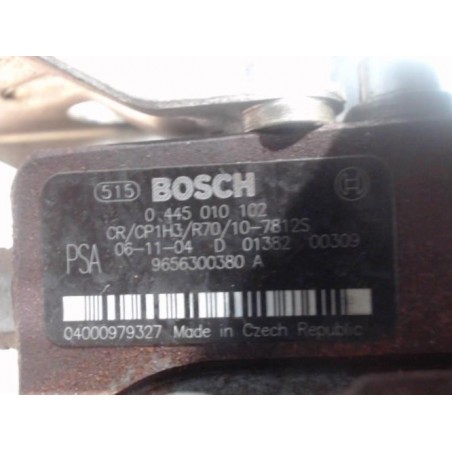 515 BOSCH
0 445 010 102
CR/CP1H3/R70/10-7812S
PSA 06-11-04 D 01382 00309
9656300380 A
04000979327 Made in Czech Republic